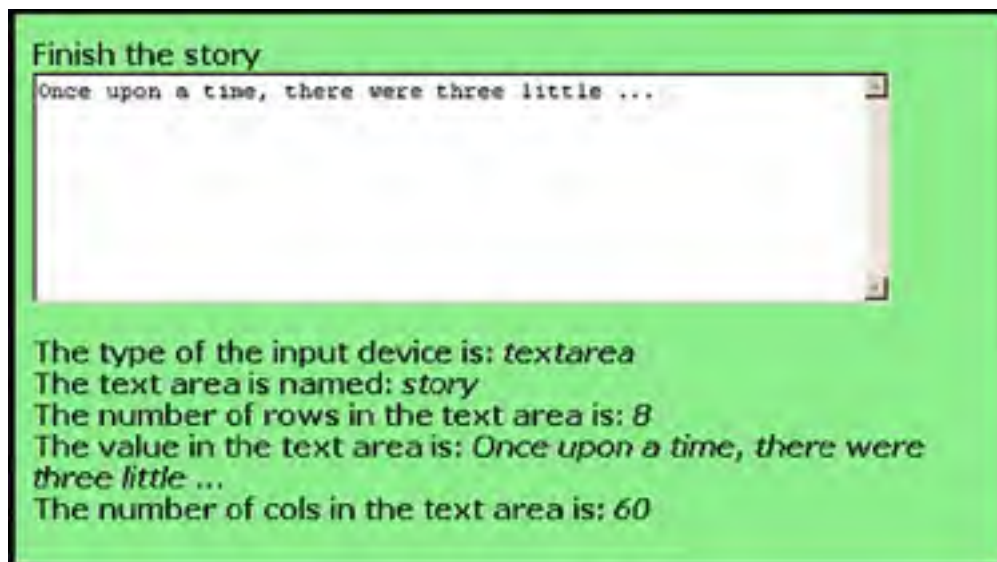 Finish the story
Once upon a time, there were three little ...
The type of the input device is: textarea
The text area is named: story
The number of rows in the text area is: 8
The value in the text area is: Once upon a time, there were
three little ...
The number of cols in the text area is: 60